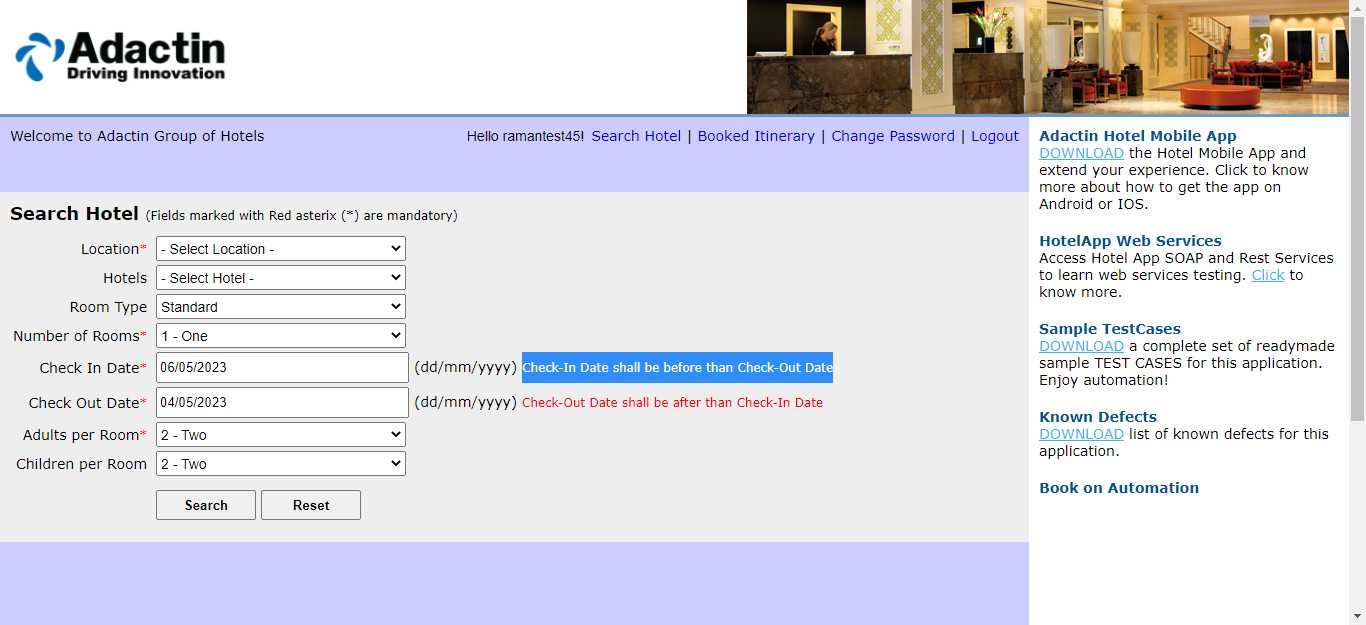 Adactin
Driving Innovation
Welcome to Adactin Group of Hotels
Hello ramantest45! Search Hotel | Booked Itinerary | Change Password | Logout
Search Hotel (Fields marked with Red asterix (*) are mandatory)
Location* - Select Location -
Hotels - Select Hotel -
Room Type Standard
Number of Rooms* 1 - One
Check In Date* 06/05/2023 (dd/mm/yyyy) Check-In Date shall be before than Check-Out Date
Check Out Date* 04/05/2023 (dd/mm/yyyy) Check-Out Date shall be after than Check-In Date
Adults per Room* 2 - Two
Children per Room 2 - Two
Search Reset
Adactin Hotel Mobile App
DOWNLOAD the Hotel Mobile App and
extend your experience. Click to know
more about how to get the app on
Android or IOS.
HotelApp Web Services
Access Hotel App SOAP and Rest Services
to learn web services testing. Click to
know more.
Sample TestCases
DOWNLOAD a complete set of readymade
sample TEST CASES for this application.
Enjoy automation!
Known Defects
DOWNLOAD list of known defects for this
application.
Book on Automation